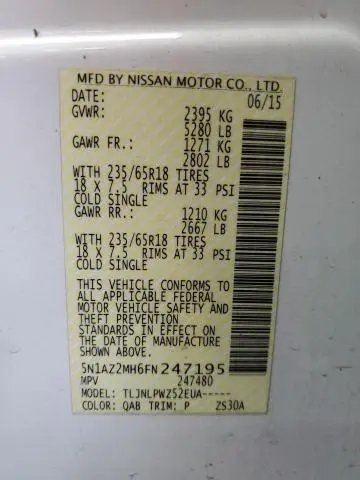 MFD BY NISSAN MOTOR CO., LTD.
DATE: 06/15
GVWR: 2395 KG
5280 LB
GAWR FR.: 1271 KG
2802 LB
WITH 235/65R18 TIRES
18 X 7.5 RIMS AT 33 PSI
COLD SINGLE
GAWR RR.: 1210 KG
2667 LB
WITH 235/65R18 TIRES
18 X 7.5 RIMS AT 33 PSI
COLD SINGLE
THIS VEHICLE CONFORMS TO
ALL APPLICABLE FEDERAL
MOTOR VEHICLE SAFETY AND
THEFT PREVENTION
STANDARDS IN EFFECT ON
THE DATE OF MANUFACTURE
SHOWN ABOVE.
5N1AZ2MH6FN247195
MPV 247480
MODEL: TLJNLPWZ52EUA-----
COLOR: QAB TRIM: P ZS30A